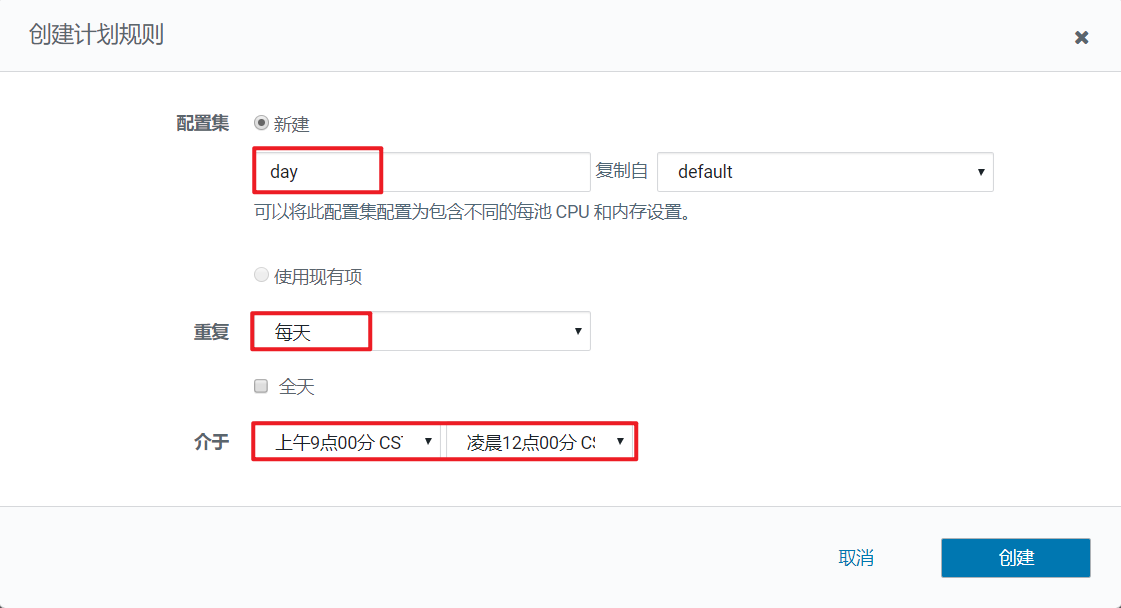 创建计划规则
配置集 新建
day 复制自 default
可以将此配置集配置为包含不同的每池 CPU 和内存设置。
使用现有项
重复 每天
全天
介于 上午9点00分 CS 凌晨12点00分 C
取消 创建